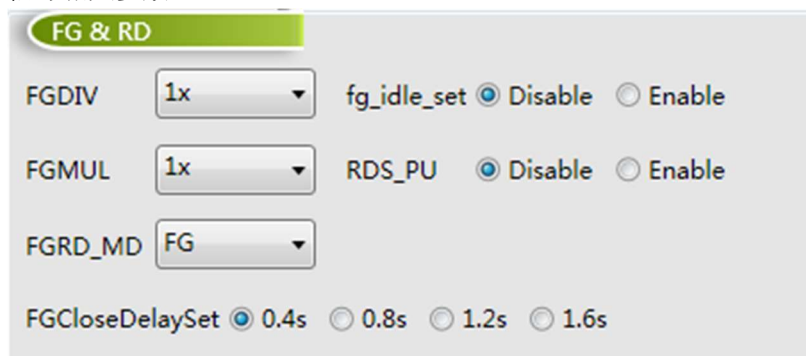 FG & RD
FGDIV 1x fg_idle_set Disable Enable
FGMUL 1x RDS_PU Disable Enable
FGRD_MD FG
FGCloseDelaySet 0.4s 0.8s 1.2s 1.6s